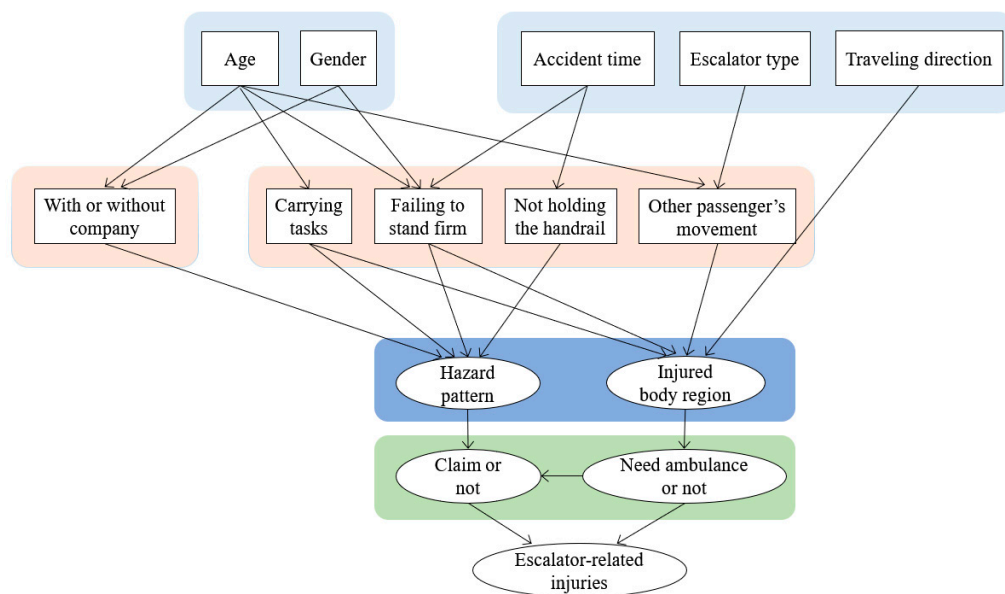 Age
Gender
Accident time
Escalator type
Traveling direction
With or without
company
Carrying
tasks
Failing to
stand firm
Not holding
the handrail
Other passenger’s
movement
Hazard
pattern
Injured
body region
Claim or
not
Need ambulance
or not
Escalator-related
injuries